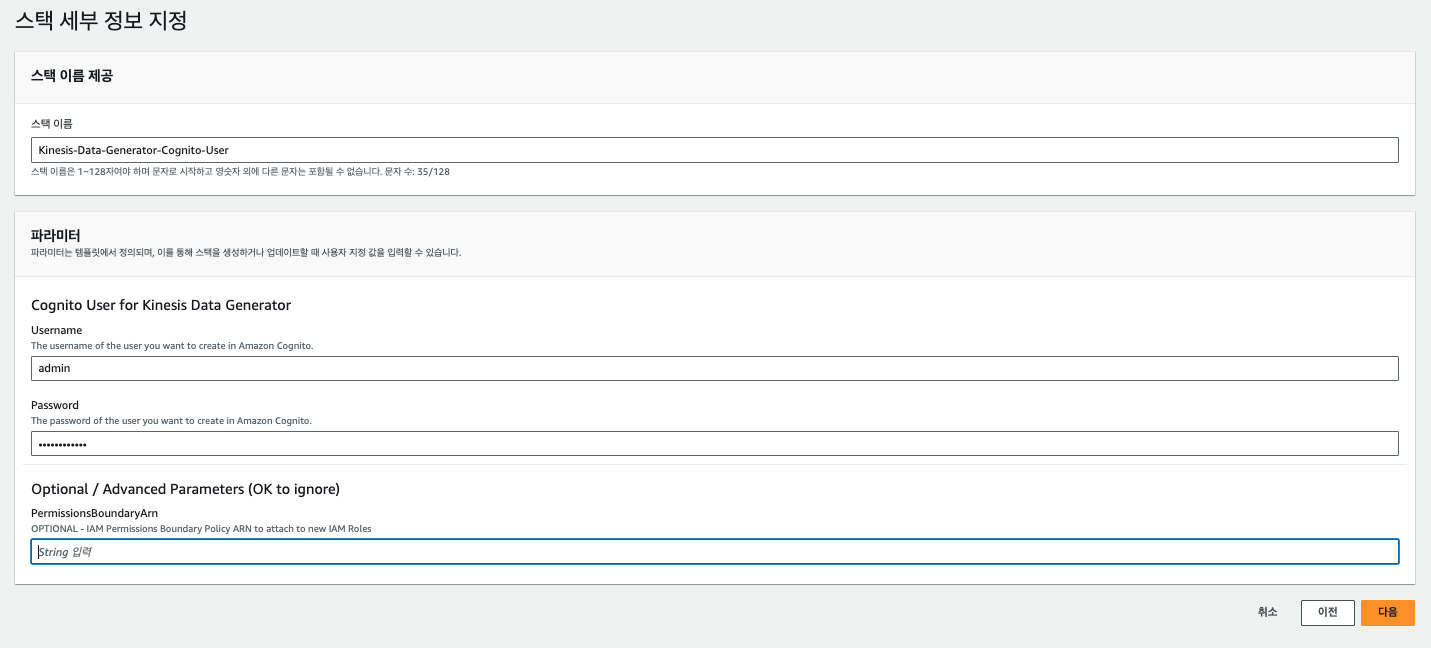 스택 세부 정보 지정
스택 이름 제공
스택 이름
Kinesis-Data-Generator-Cognito-User
스택 이름은 1~128자여야 하며 문자로 시작하고 영숫자 외에 다른 문자는 포함될 수 없습니다. 문자 수: 35/128
파라미터
파라미터는 템플릿에서 정의되며, 이를 통해 스택을 생성하거나 업데이트할 때 사용자 지정 값을 입력할 수 있습니다.
Cognito User for Kinesis Data Generator
Username
The username of the user you want to create in Amazon Cognito.
admin
Password
The password of the user you want to create in Amazon Cognito.
••••••••••••
Optional / Advanced Parameters (OK to ignore)
PermissionsBoundaryArn
OPTIONAL - IAM Permissions Boundary Policy ARN to attach to new IAM Roles
String 입력
취소 이전 다음